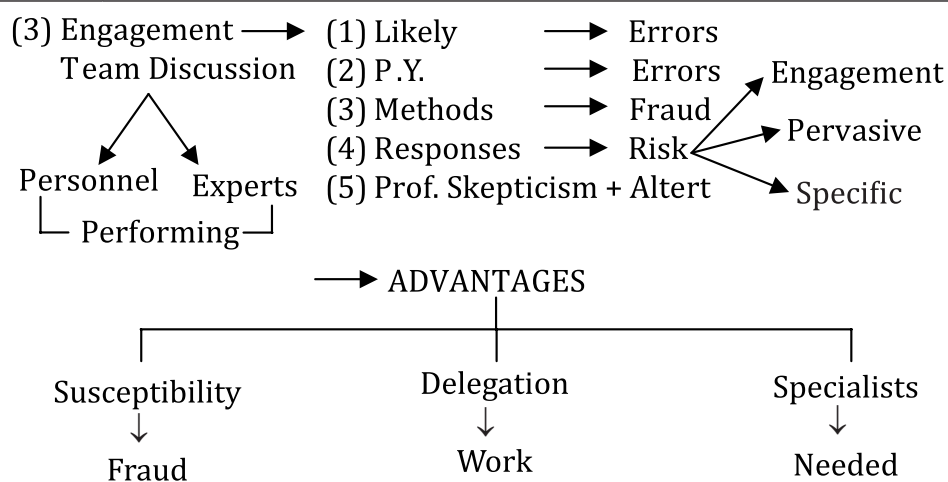 (3) Engagement
Team Discussion
Personnel
Experts
Performing
(1) Likely
Errors
(2) P.Y.
Errors
(3) Methods
Fraud
(4) Responses
Risk
Engagement
Pervasive
Specific
(5) Prof. Skepticism + Altert
ADVANTAGES
Susceptibility
Delegation
Specialists
Fraud
Work
Needed